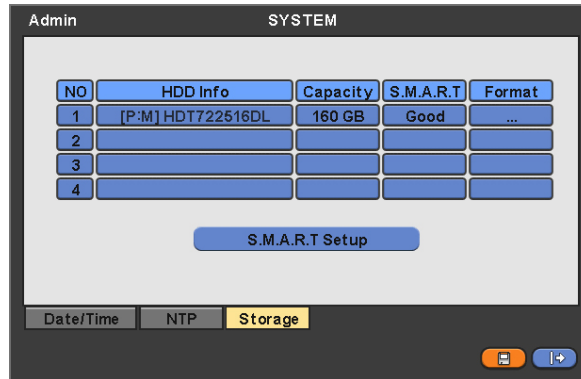 Admin SYSTEM
NO HDD Info Capacity S.M.A.R.T Format
1 [P:M] HDT722516DL 160 GB Good ...
2
3
4
S.M.A.R.T Setup
Date/Time NTP Storage